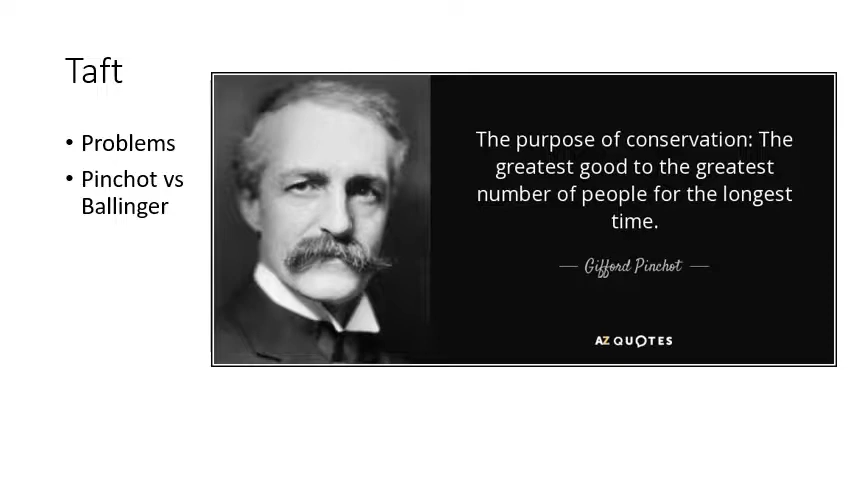 Taft
• Problems
• Pinchot vs
Ballinger
The purpose of conservation: The
greatest good to the greatest
number of people for the longest
time.
— Gifford Pinchot —
AZ QUOTES